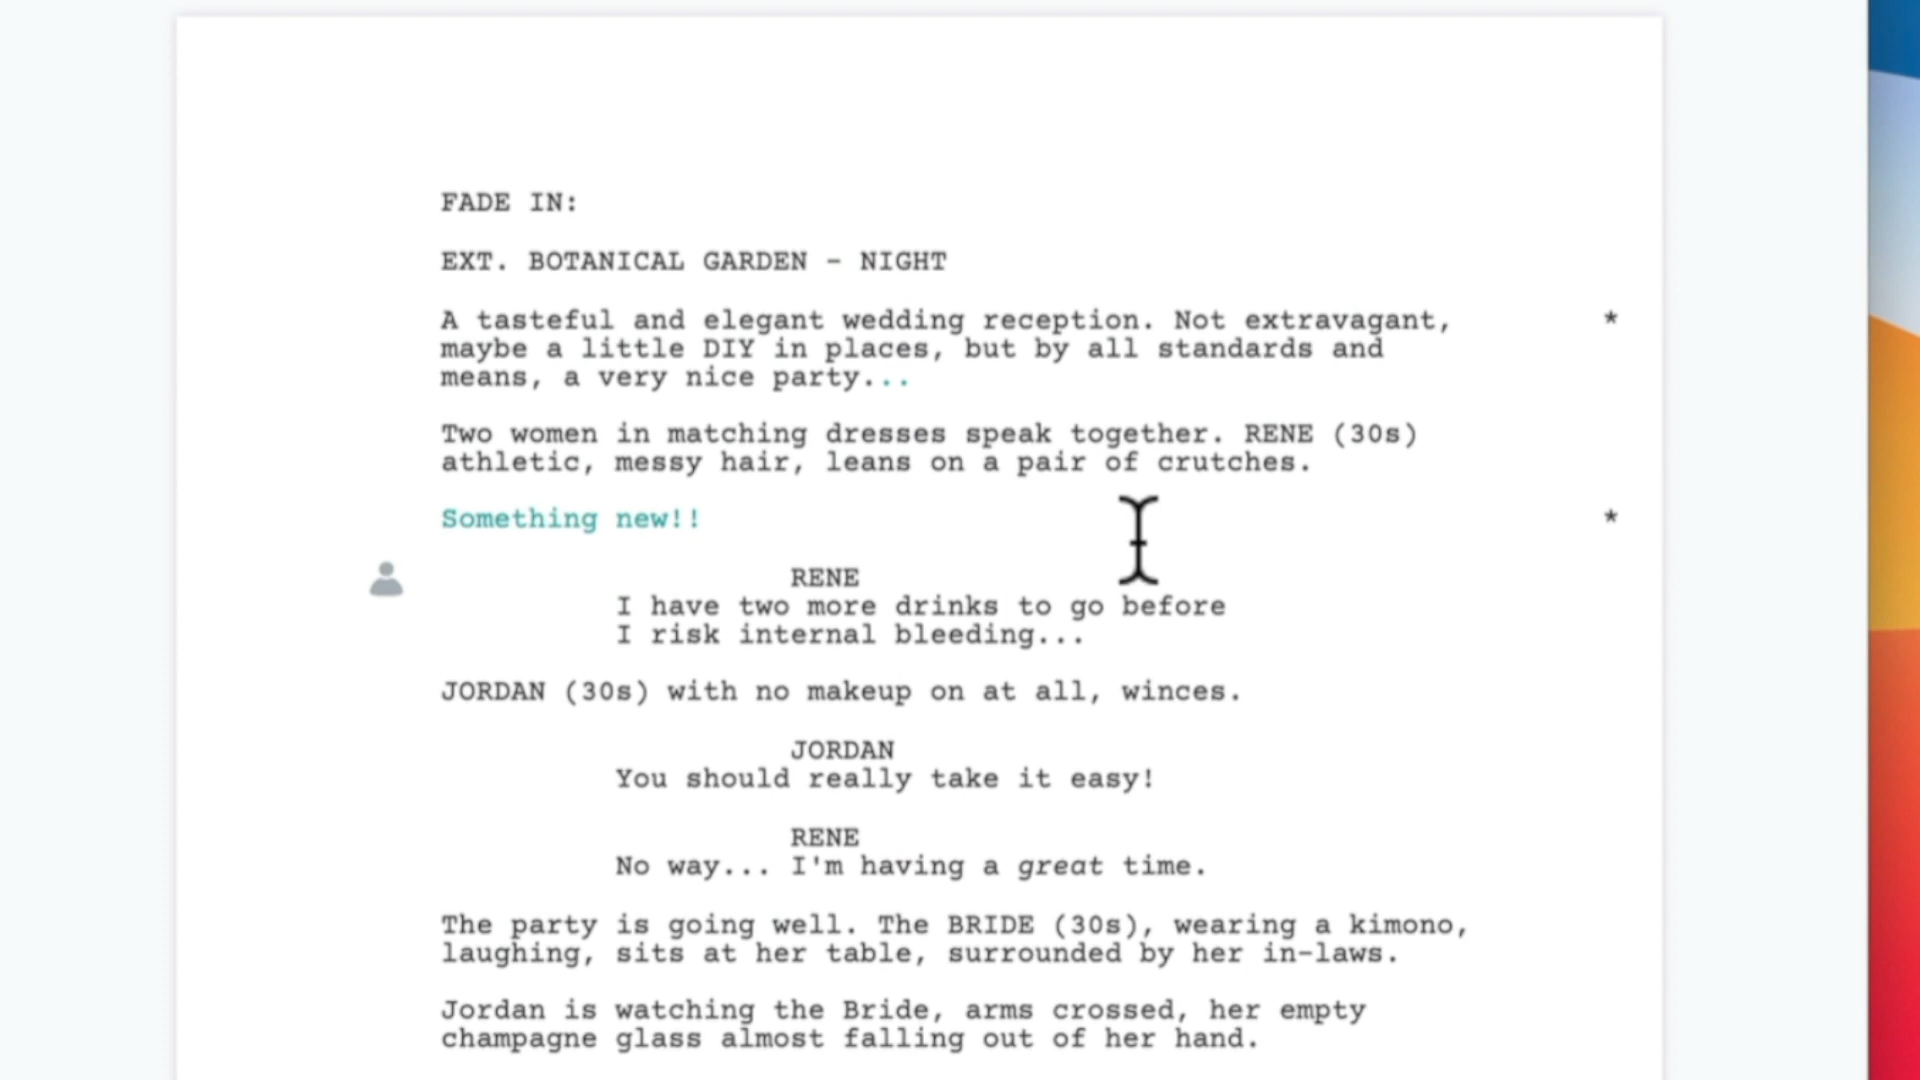 FADE IN:
EXT. BOTANICAL GARDEN - NIGHT
A tasteful and elegant wedding reception. Not extravagant, *
maybe a little DIY in places, but by all standards and
means, a very nice party...
Two women in matching dresses speak together. RENE (30s)
athletic, messy hair, leans on a pair of crutches.
Something new!! *
RENE
I have two more drinks to go before
I risk internal bleeding...
JORDAN (30s) with no makeup on at all, winces.
JORDAN
You should really take it easy!
RENE
No way... I'm having a great time.
The party is going well. The BRIDE (30s), wearing a kimono,
laughing, sits at her table, surrounded by her in-laws.
Jordan is watching the Bride, arms crossed, her empty
champagne glass almost falling out of her hand.